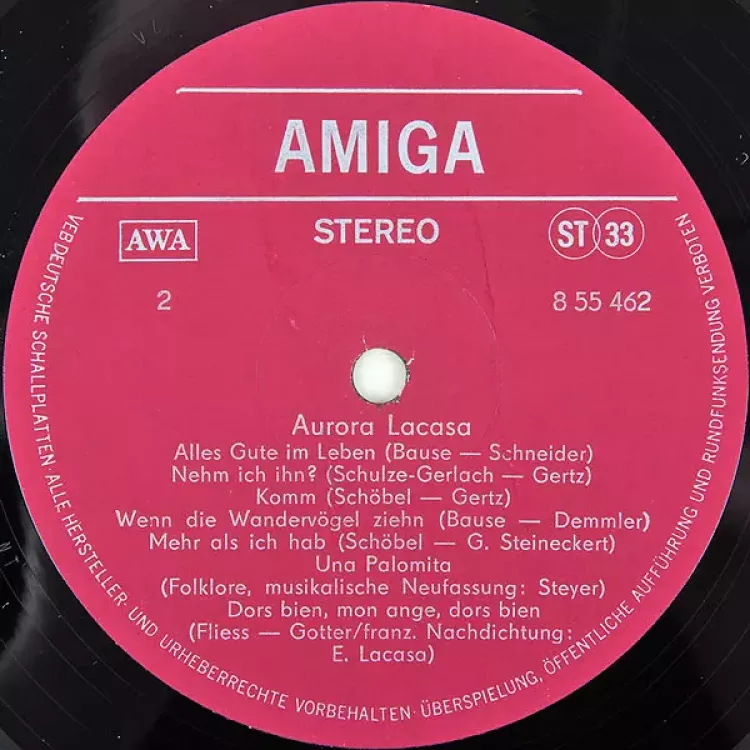 AMIGA
AWA
STEREO
ST 33
2
8 55 462
Aurora Lacasa
Alles Gute im Leben (Bause — Schneider)
Nehm ich ihn? (Schulze-Gerlach — Gertz)
Komm (Schöbel — Gertz)
Wenn die Wandervögel ziehn (Bause — Demmler)
Mehr als ich hab (Schöbel — G. Steineckert)
Una Palomita
(Folklore, musikalische Neufassung: Steyer)
Dors bien, mon ange, dors bien
(Fliess — Gotter/franz. Nachdichtung:
E. Lacasa)
VEB DEUTSCHE SCHALLPLATTEN · ALLE HERSTELLER- UND URHEBERRECHTE VORBEHALTEN · ÜBERSPIELUNG, ÖFFENTLICHE AUFFÜHRUNG UND RUNDFUNKSENDUNG VERBOTEN